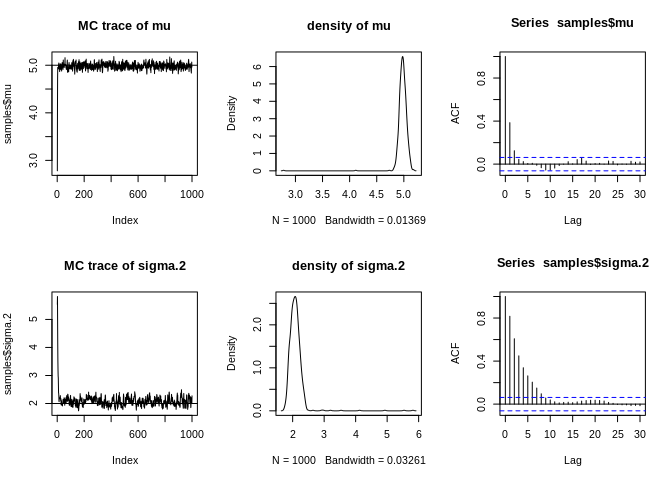 MC trace of mu
samples$mu
5.0
4.0
3.0
0 200 600 1000
Index
density of mu
Density
6
5
4
3
2
1
0
3.0 3.5 4.0 4.5 5.0
N = 1000 Bandwidth = 0.01369
Series samples$mu
ACF
0.8
0.4
0.0
0 5 10 15 20 25 30
Lag
MC trace of sigma.2
samples$sigma.2
5
4
3
2
0 200 600 1000
Index
density of sigma.2
Density
2.0
1.0
0.0
2 3 4 5 6
N = 1000 Bandwidth = 0.03261
Series samples$sigma.2
ACF
0.8
0.4
0.0
0 5 10 15 20 25 30
Lag